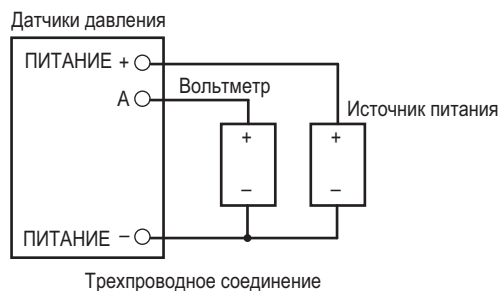 Датчики давления
ПИТАНИЕ +
Вольтметр
A
Источник питания
+ +
– –
ПИТАНИЕ –
Трехпроводное соединение